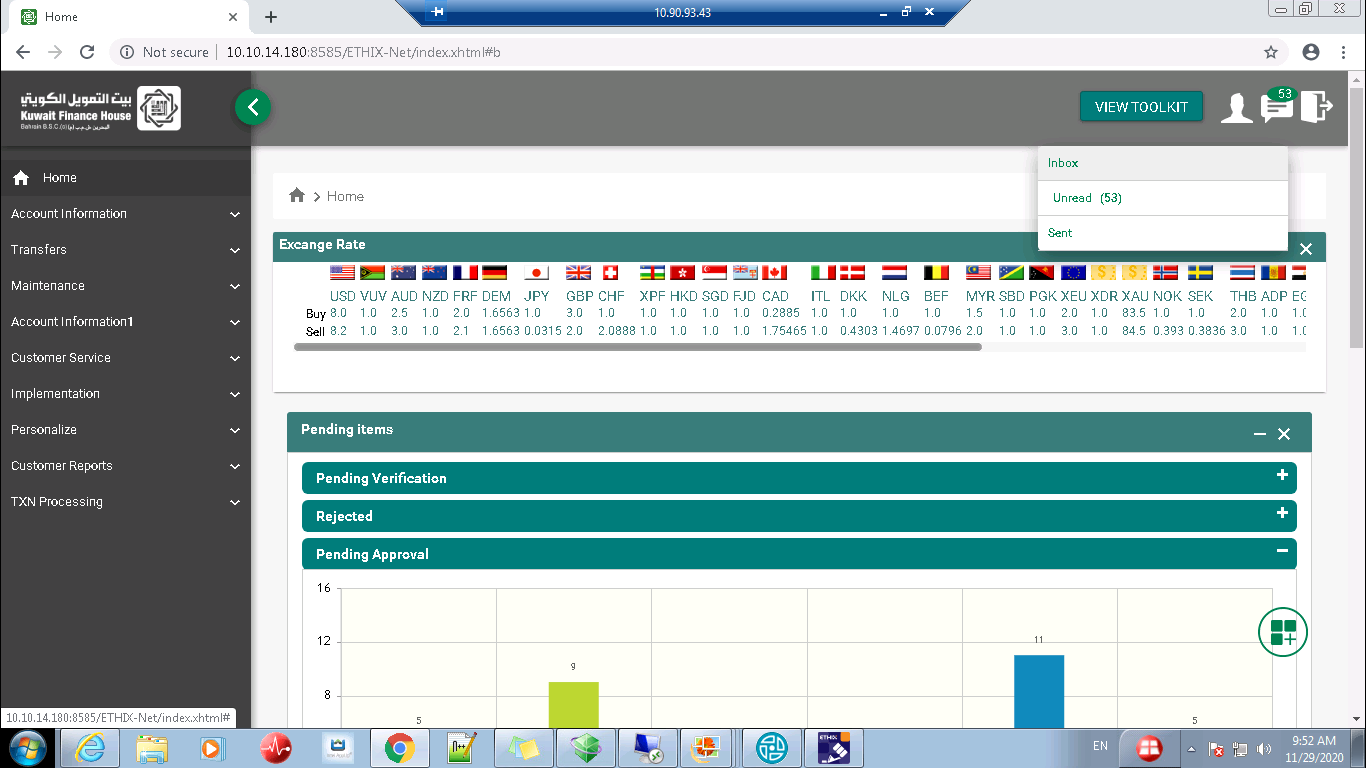 Home
10.90.93.43
Not secure
10.10.14.180:8585/ETHIX-Net/index.xhtml#b
بيت التمويل الكويتي
Kuwait Finance House
VIEW TOOLKIT
53
Inbox
Unread (53)
Sent
Home
Account Information
Transfers
Maintenance
Account Information1
Customer Service
Implementation
Personalize
Customer Reports
TXN Processing
Home
Excange Rate
USD VUV AUD NZD FRF DEM JPY GBP CHF XPF HKD SGD FJD CAD ITL DKK NLG BEF MYR SBD PGK XEU XDR XAU NOK SEK THB ADP
Buy 8.0 1.0 2.5 1.0 2.0 1.6563 1.0 3.0 1.0 1.0 1.0 1.0 1.0 0.2885 1.0 1.0 1.0 1.0 1.5 1.0 1.0 2.0 1.0 83.5 1.0 1.0 2.0 1.0
Sell 8.2 1.0 3.0 1.0 2.1 1.6563 0.0315 2.0 2.0888 1.0 1.0 1.0 1.0 1.75465 1.0 0.4303 1.4697 0.0796 2.0 1.0 1.0 3.0 1.0 84.5 0.393 0.3836 3.0 1.0
Pending items
Pending Verification
Rejected
Pending Approval
16
12
8
5
9
11
5
10.10.14.180:8585/ETHIX-Net/index.xhtml#
EN
9:52 AM
11/29/2020